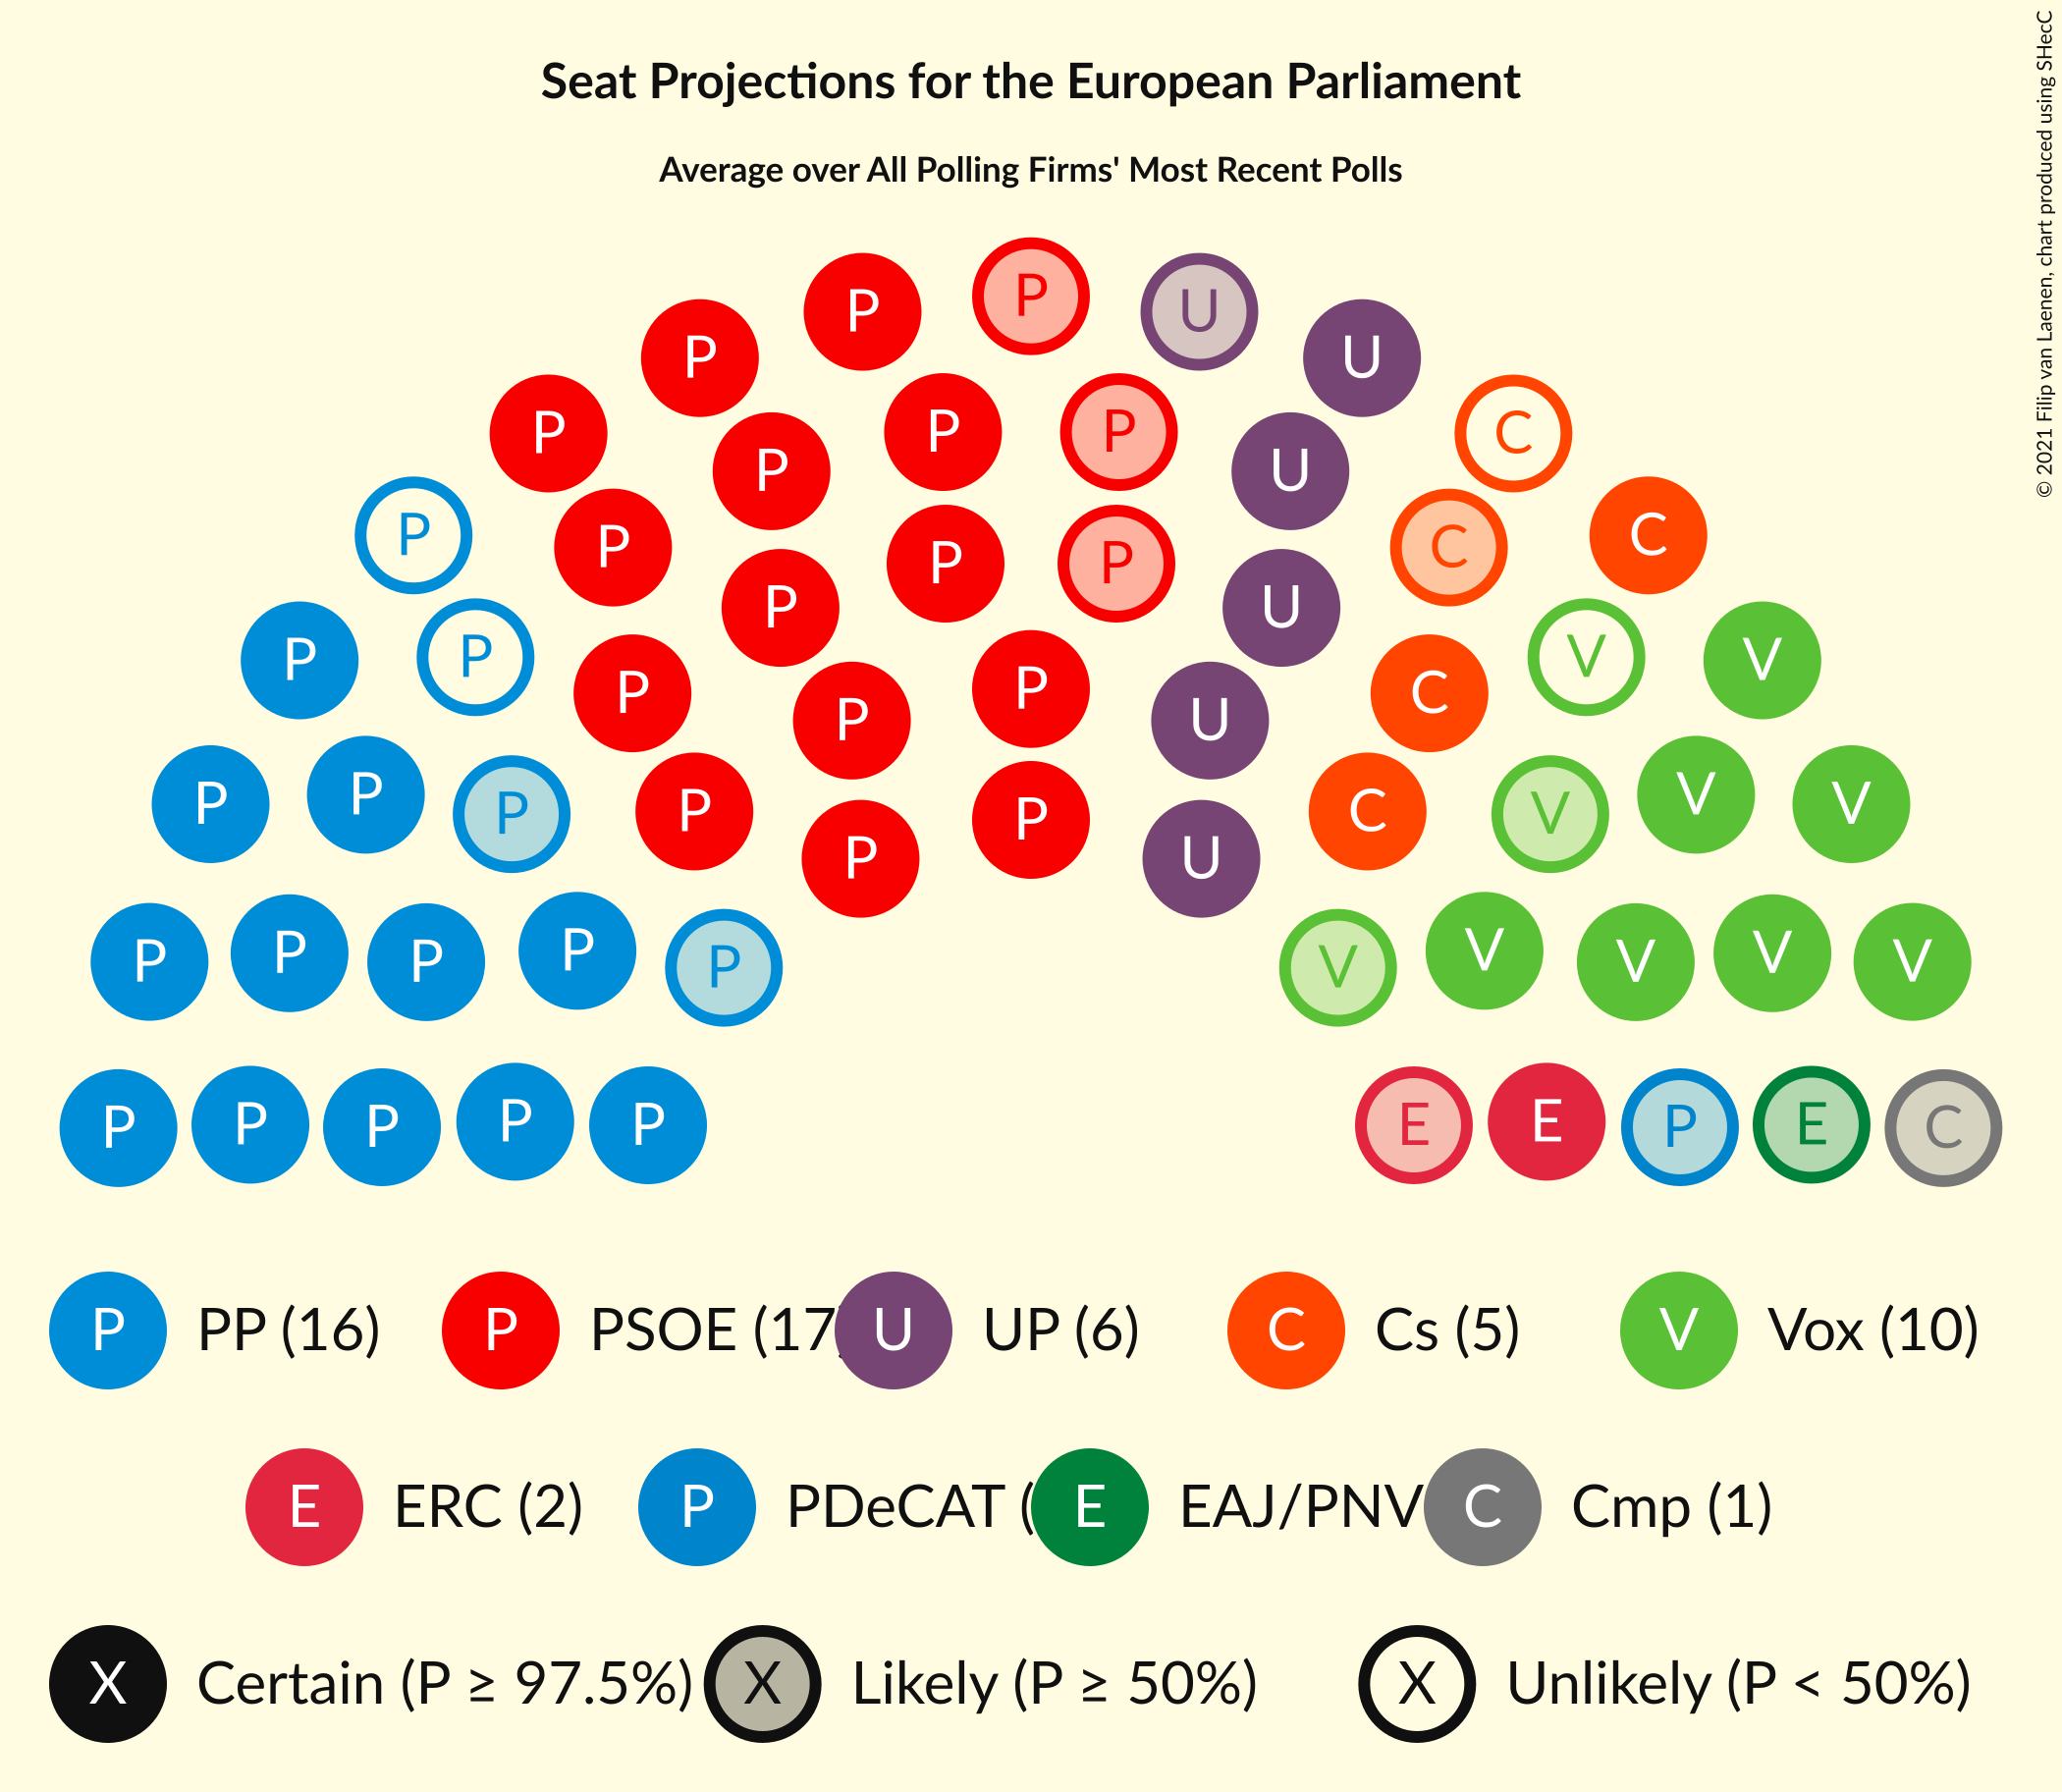 Seat Projections for the European Parliament
Average over All Polling Firms' Most Recent Polls
© 2021 Filip van Laenen, chart produced using SHecC
P
P U
P U
P P P C
P U
P P P P C C
P U
P P P P C V V
P U
P P P P P C V V V
P U
P P P P P V V V V V
P P P P P E E P E C
P PP (16) P PSOE (17 U UP (6) C Cs (5) V Vox (10)
E ERC (2) P PDeCAT ( E EAJ/PNV C Cmp (1)
X Certain (P ≥ 97.5%) X Likely (P ≥ 50%) X Unlikely (P < 50%)